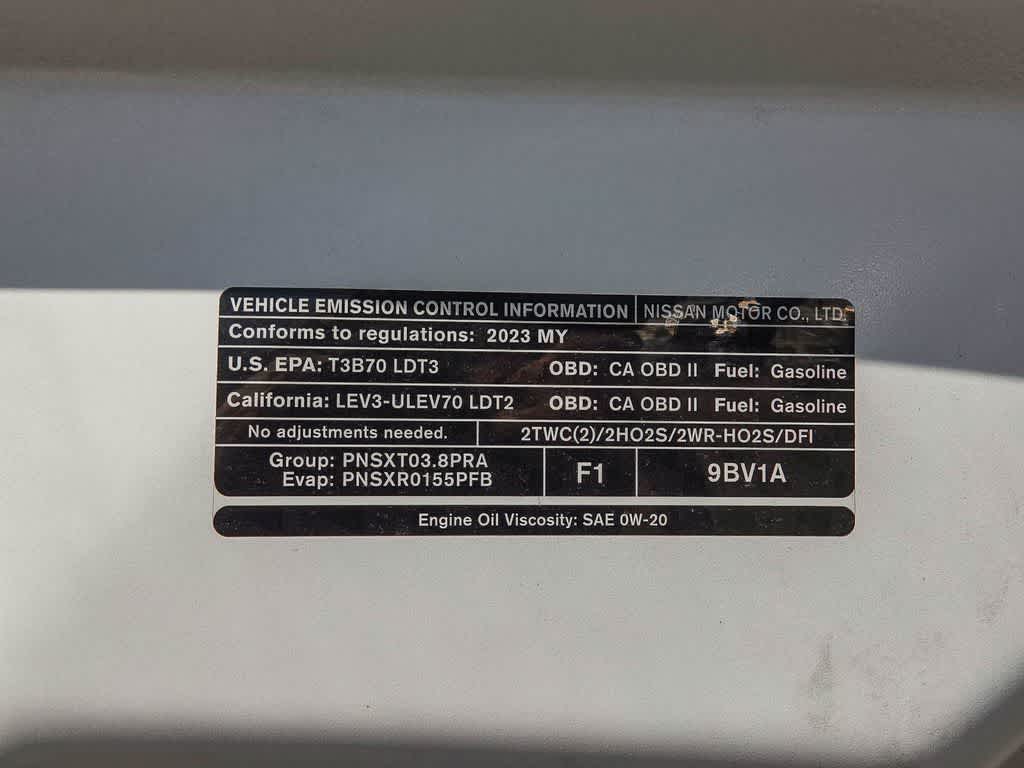 VEHICLE EMISSION CONTROL INFORMATION NISSAN MOTOR CO., LTD.
Conforms to regulations: 2023 MY
U.S. EPA: T3B70 LDT3 OBD: CA OBD II Fuel: Gasoline
California: LEV3-ULEV70 LDT2 OBD: CA OBD II Fuel: Gasoline
No adjustments needed. 2TWC(2)/2HO2S/2WR-HO2S/DFI
Group: PNSXT03.8PRA
Evap: PNSXR0155PFB
F1
9BV1A
Engine Oil Viscosity: SAE 0W-20